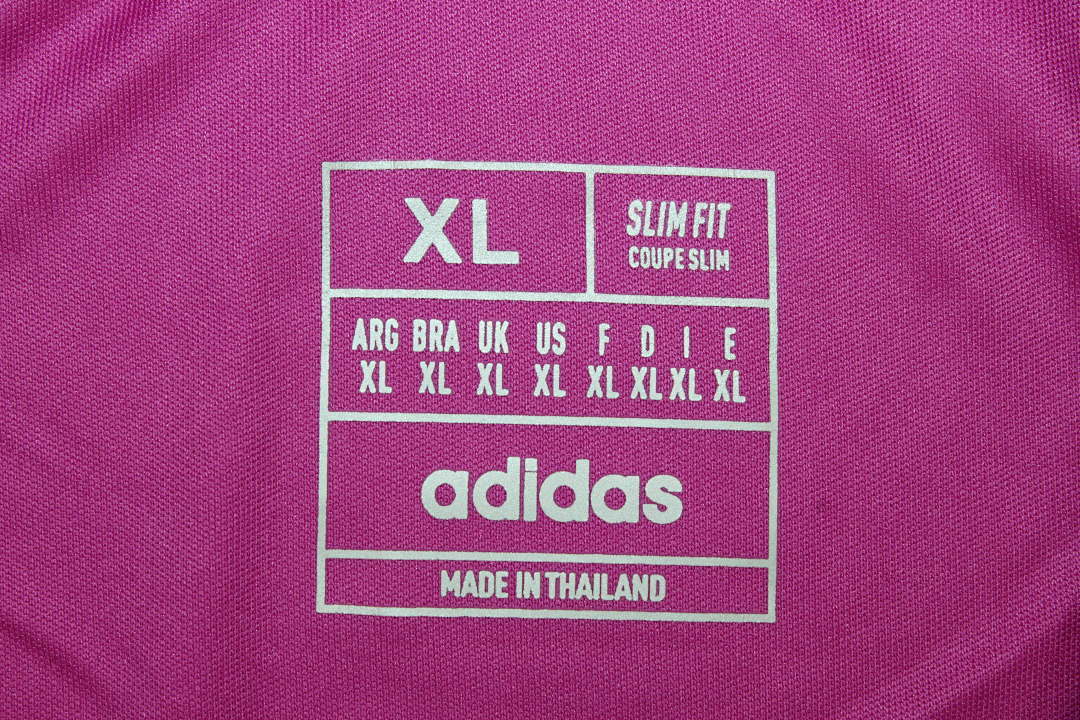 XL
SLIM FIT
COUPE SLIM
ARG BRA UK US F D I E
XL XL XL XL XL XL XL XL
adidas
MADE IN THAILAND